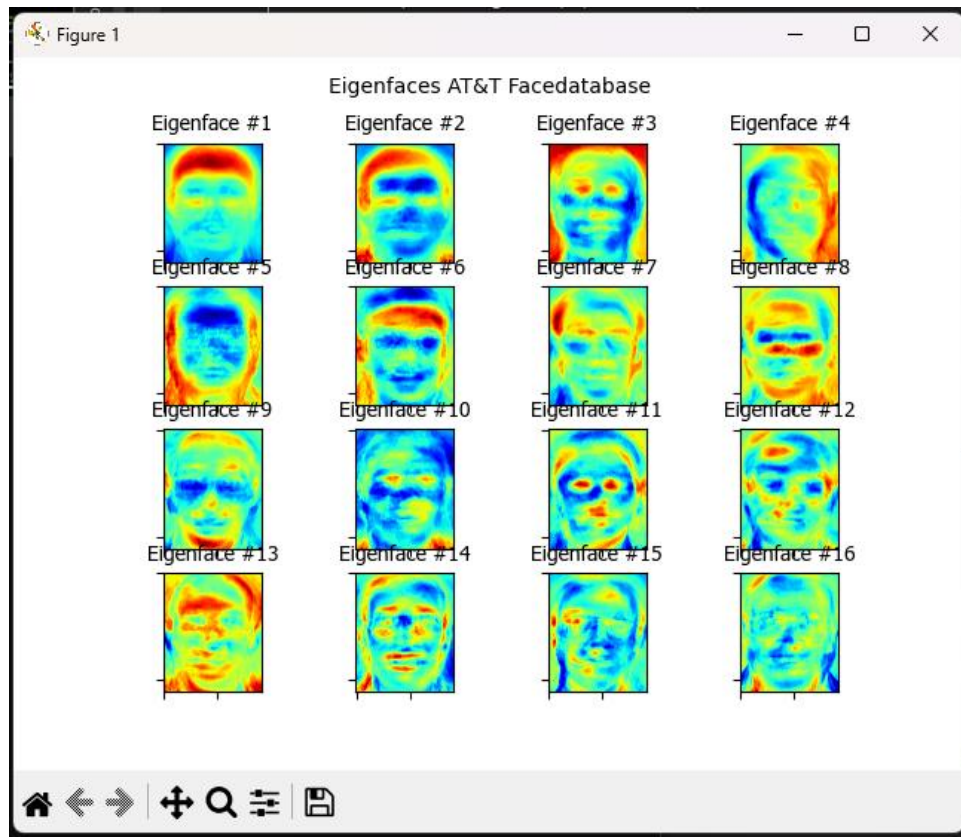 Figure 1
Eigenfaces AT&T Facedatabase
Eigenface #1 Eigenface #2 Eigenface #3 Eigenface #4
Eigenface #5 Eigenface #6 Eigenface #7 Eigenface #8
Eigenface #9 Eigenface #10 Eigenface #11 Eigenface #12
Eigenface #13 Eigenface #14 Eigenface #15 Eigenface #16